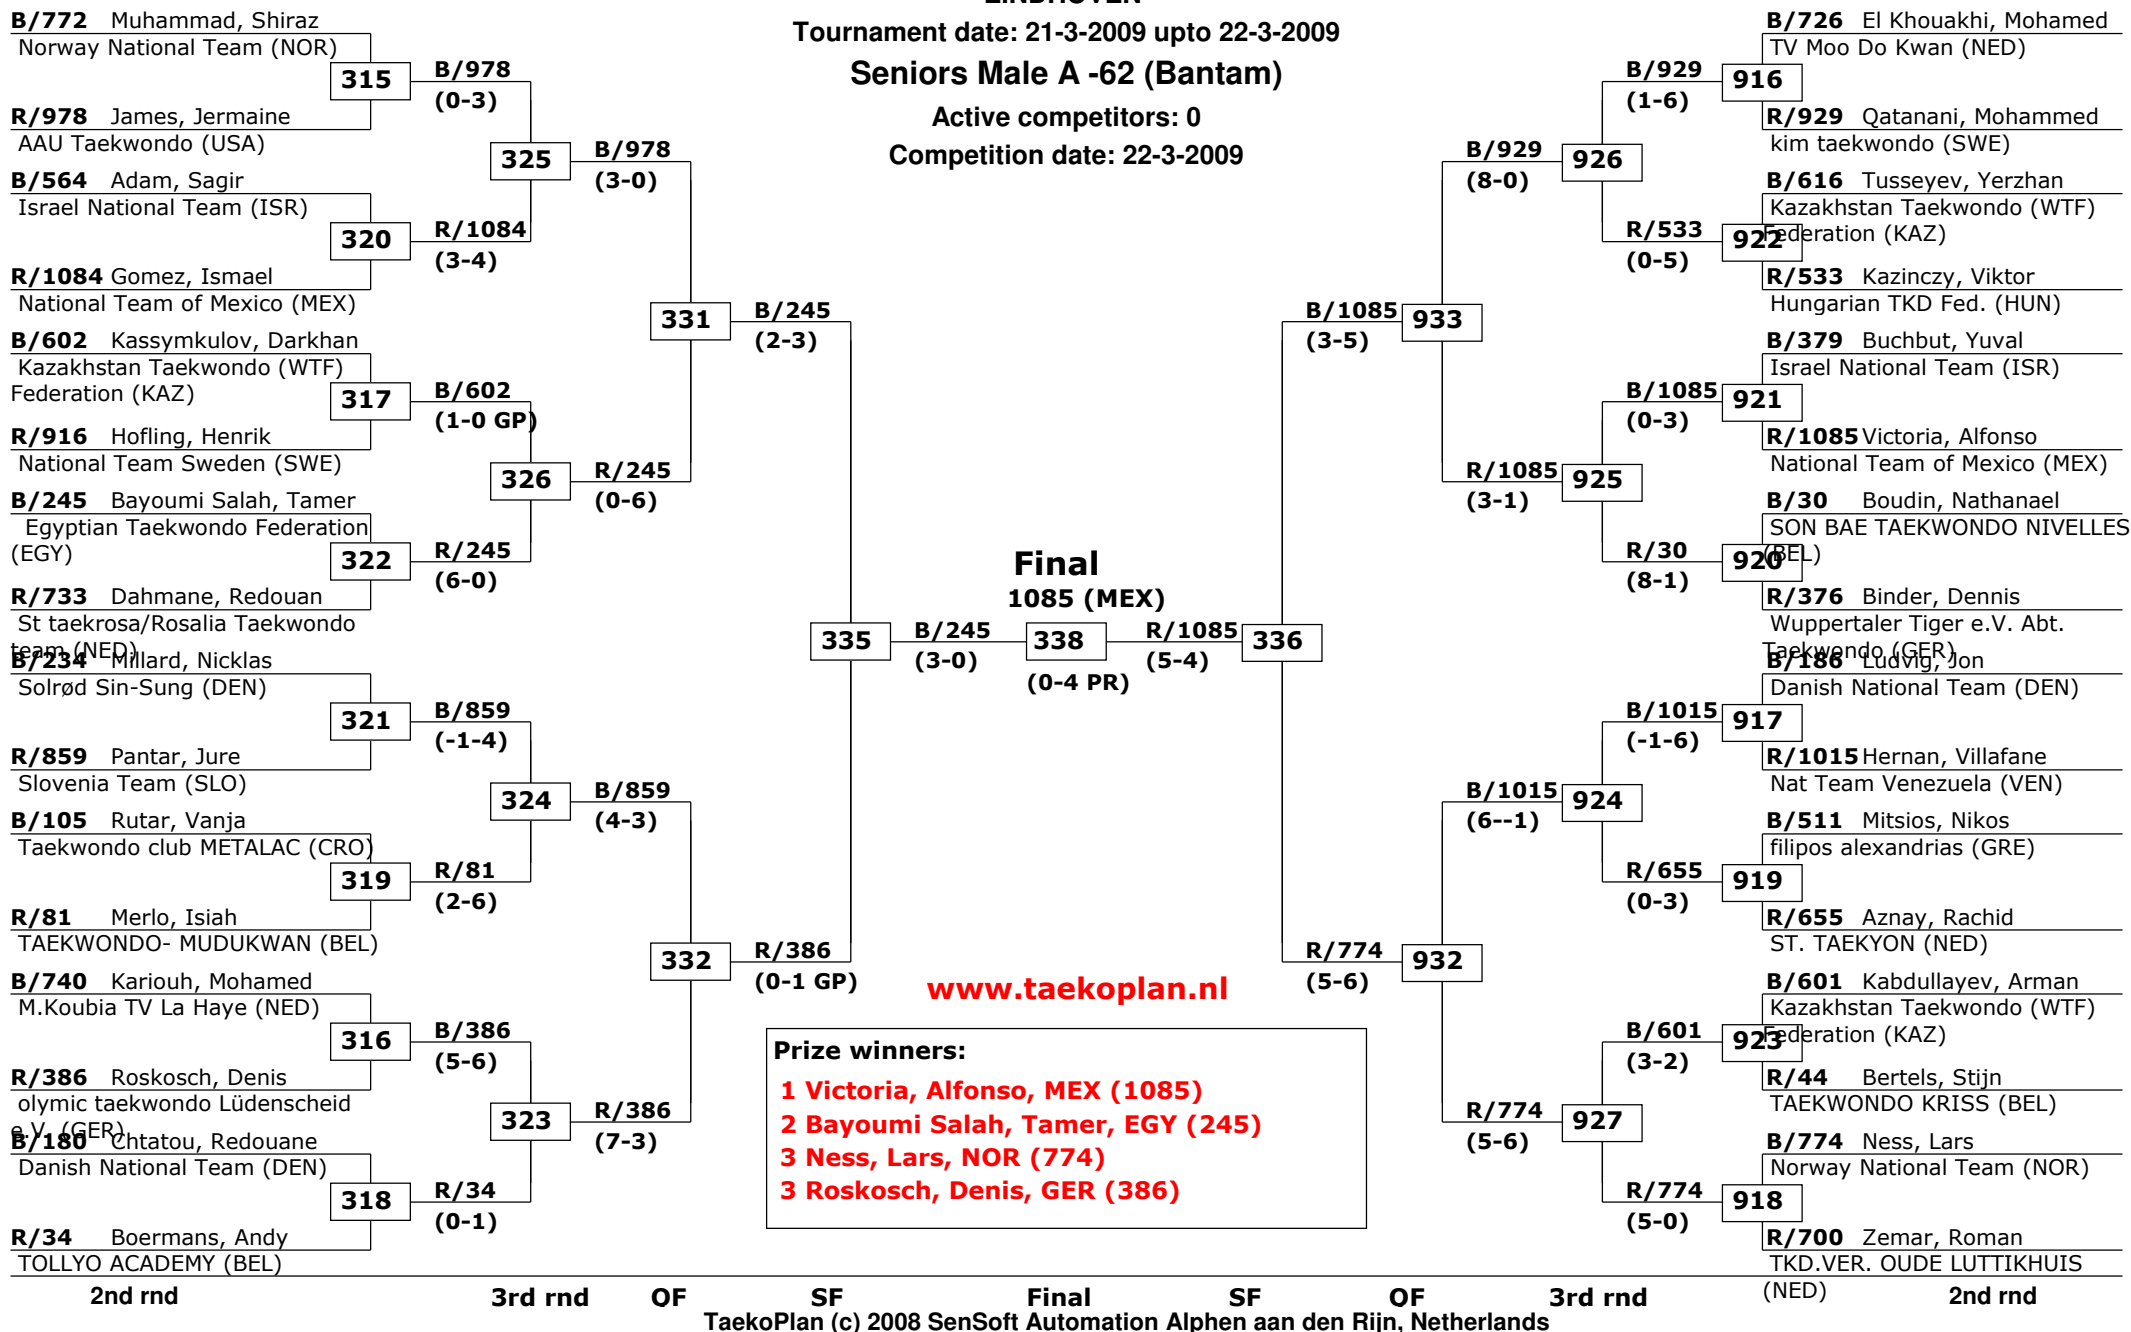 EINDHOVEN
Tournament date: 21-3-2009 upto 22-3-2009
Seniors Male A -62 (Bantam)
Active competitors: 0
Competition date: 22-3-2009
B/772 Muhammad, Shiraz
Norway National Team (NOR)
315
R/978 James, Jermaine
AAU Taekwondo (USA)
B/564 Adam, Sagir
Israel National Team (ISR)
320
R/1084 Gomez, Ismael
National Team of Mexico (MEX)
B/602 Kassymkulov, Darkhan
Kazakhstan Taekwondo (WTF)
Federation (KAZ)
317
R/916 Hofling, Henrik
National Team Sweden (SWE)
B/245 Bayoumi Salah, Tamer
Egyptian Taekwondo Federation
(EGY)
322
R/733 Dahmane, Redouan
St taekrosa/Rosalia Taekwondo
team (NED)
B/234 Millard, Nicklas
Solrød Sin-Sung (DEN)
321
R/859 Pantar, Jure
Slovenia Team (SLO)
B/105 Rutar, Vanja
Taekwondo club METALAC (CRO)
319
R/81 Merlo, Isiah
TAEKWONDO- MUDUKWAN (BEL)
B/740 Kariouh, Mohamed
M.Koubia TV La Haye (NED)
316
R/386 Roskosch, Denis
olymic taekwondo Lüdenscheid
e.V. (GER)
B/180 Chtatou, Redouane
Danish National Team (DEN)
318
R/34 Boermans, Andy
TOLLYO ACADEMY (BEL)
B/978
(0-3)
325
R/1084
(3-4)
B/602
(1-0 GP)
326
R/245
(6-0)
B/859
(-1-4)
324
R/81
(2-6)
B/386
(5-6)
323
R/34
(0-1)
B/978
(3-0)
331
R/245
(0-6)
B/859
(4-3)
332
R/386
(7-3)
B/245
(2-3)
335
R/386
(0-1 GP)
B/245
(3-0)
Final
1085 (MEX)
338
(0-4 PR)
R/1085
(5-4)
336
B/1085
(3-5)
933
R/774
(5-6)
932
B/929
(8-0)
926
R/1085
(3-1)
925
B/1015
(6--1)
924
R/774
(5-6)
927
B/929
(1-6)
916
R/533
(0-5)
922
B/1085
(0-3)
921
R/30
(8-1)
920
B/1015
(-1-6)
917
R/655
(0-3)
919
B/601
(3-2)
923
R/774
(5-0)
918
B/726 El Khouakhi, Mohamed
TV Moo Do Kwan (NED)
R/929 Qatanani, Mohammed
kim taekwondo (SWE)
B/616 Tusseyev, Yerzhan
Kazakhstan Taekwondo (WTF)
Federation (KAZ)
R/533 Kazinczy, Viktor
Hungarian TKD Fed. (HUN)
B/379 Buchbut, Yuval
Israel National Team (ISR)
R/1085 Victoria, Alfonso
National Team of Mexico (MEX)
B/30 Boudin, Nathanael
SON BAE TAEKWONDO NIVELLES
(BEL)
R/376 Binder, Dennis
Wuppertaler Tiger e.V. Abt.
Taekwondo (GER)
B/186 Ludvig, Jon
Danish National Team (DEN)
R/1015 Hernan, Villafane
Nat Team Venezuela (VEN)
B/511 Mitsios, Nikos
filipos alexandrias (GRE)
R/655 Aznay, Rachid
ST. TAEKYON (NED)
B/601 Kabdullayev, Arman
Kazakhstan Taekwondo (WTF)
Federation (KAZ)
R/44 Bertels, Stijn
TAEKWONDO KRISS (BEL)
B/774 Ness, Lars
Norway National Team (NOR)
R/700 Zemar, Roman
TKD.VER. OUDE LUTTIKHUIS
(NED)
www.taekoplan.nl
Prize winners:
1 Victoria, Alfonso, MEX (1085)
2 Bayoumi Salah, Tamer, EGY (245)
3 Ness, Lars, NOR (774)
3 Roskosch, Denis, GER (386)
2nd rnd 3rd rnd QF SF Final SF QF 3rd rnd 2nd rnd
TaekoPlan (c) 2008 SenSoft Automation Alphen aan den Rijn, Netherlands